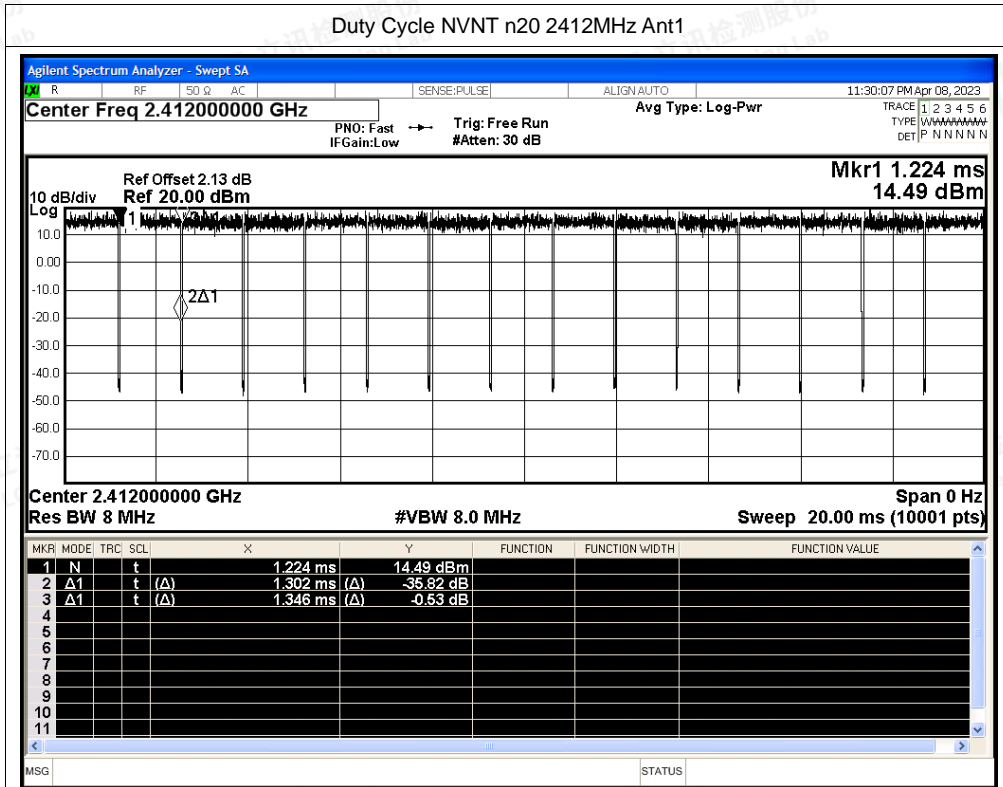 Duty Cycle NVNT n20 2412MHz Ant1
Agilent Spectrum Analyzer - Swept SA
LXI R RF 50 Ω AC SENSE:PULSE ALIGN AUTO 11:30:07 PM Apr 08, 2023
Center Freq 2.412000000 GHz Avg Type: Log-Pwr TRACE 1 2 3 4 5 6
PNO: Fast Trig: Free Run TYPE
IFGain:Low #Atten: 30 dB DET P N N N N N
Mkr1 1.224 ms
Ref Offset 2.13 dB
10 dB/div Ref 20.00 dBm 14.49 dBm
Log
1
10.0
0.00
-10.0
2Δ1
-20.0
-30.0
-40.0
-50.0
-60.0
-70.0
Center 2.412000000 GHz Span 0 Hz
Res BW 8 MHz #VBW 8.0 MHz Sweep 20.00 ms (10001 pts)
MKR MODE TRC SCL X Y FUNCTION FUNCTION WIDTH FUNCTION VALUE
1 N t 1.224 ms 14.49 dBm
2 Δ1 t (Δ) 1.302 ms (Δ) -35.82 dB
3 Δ1 t (Δ) 1.346 ms (Δ) -0.53 dB
4
5
6
7
8
9
10
11
MSG STATUS